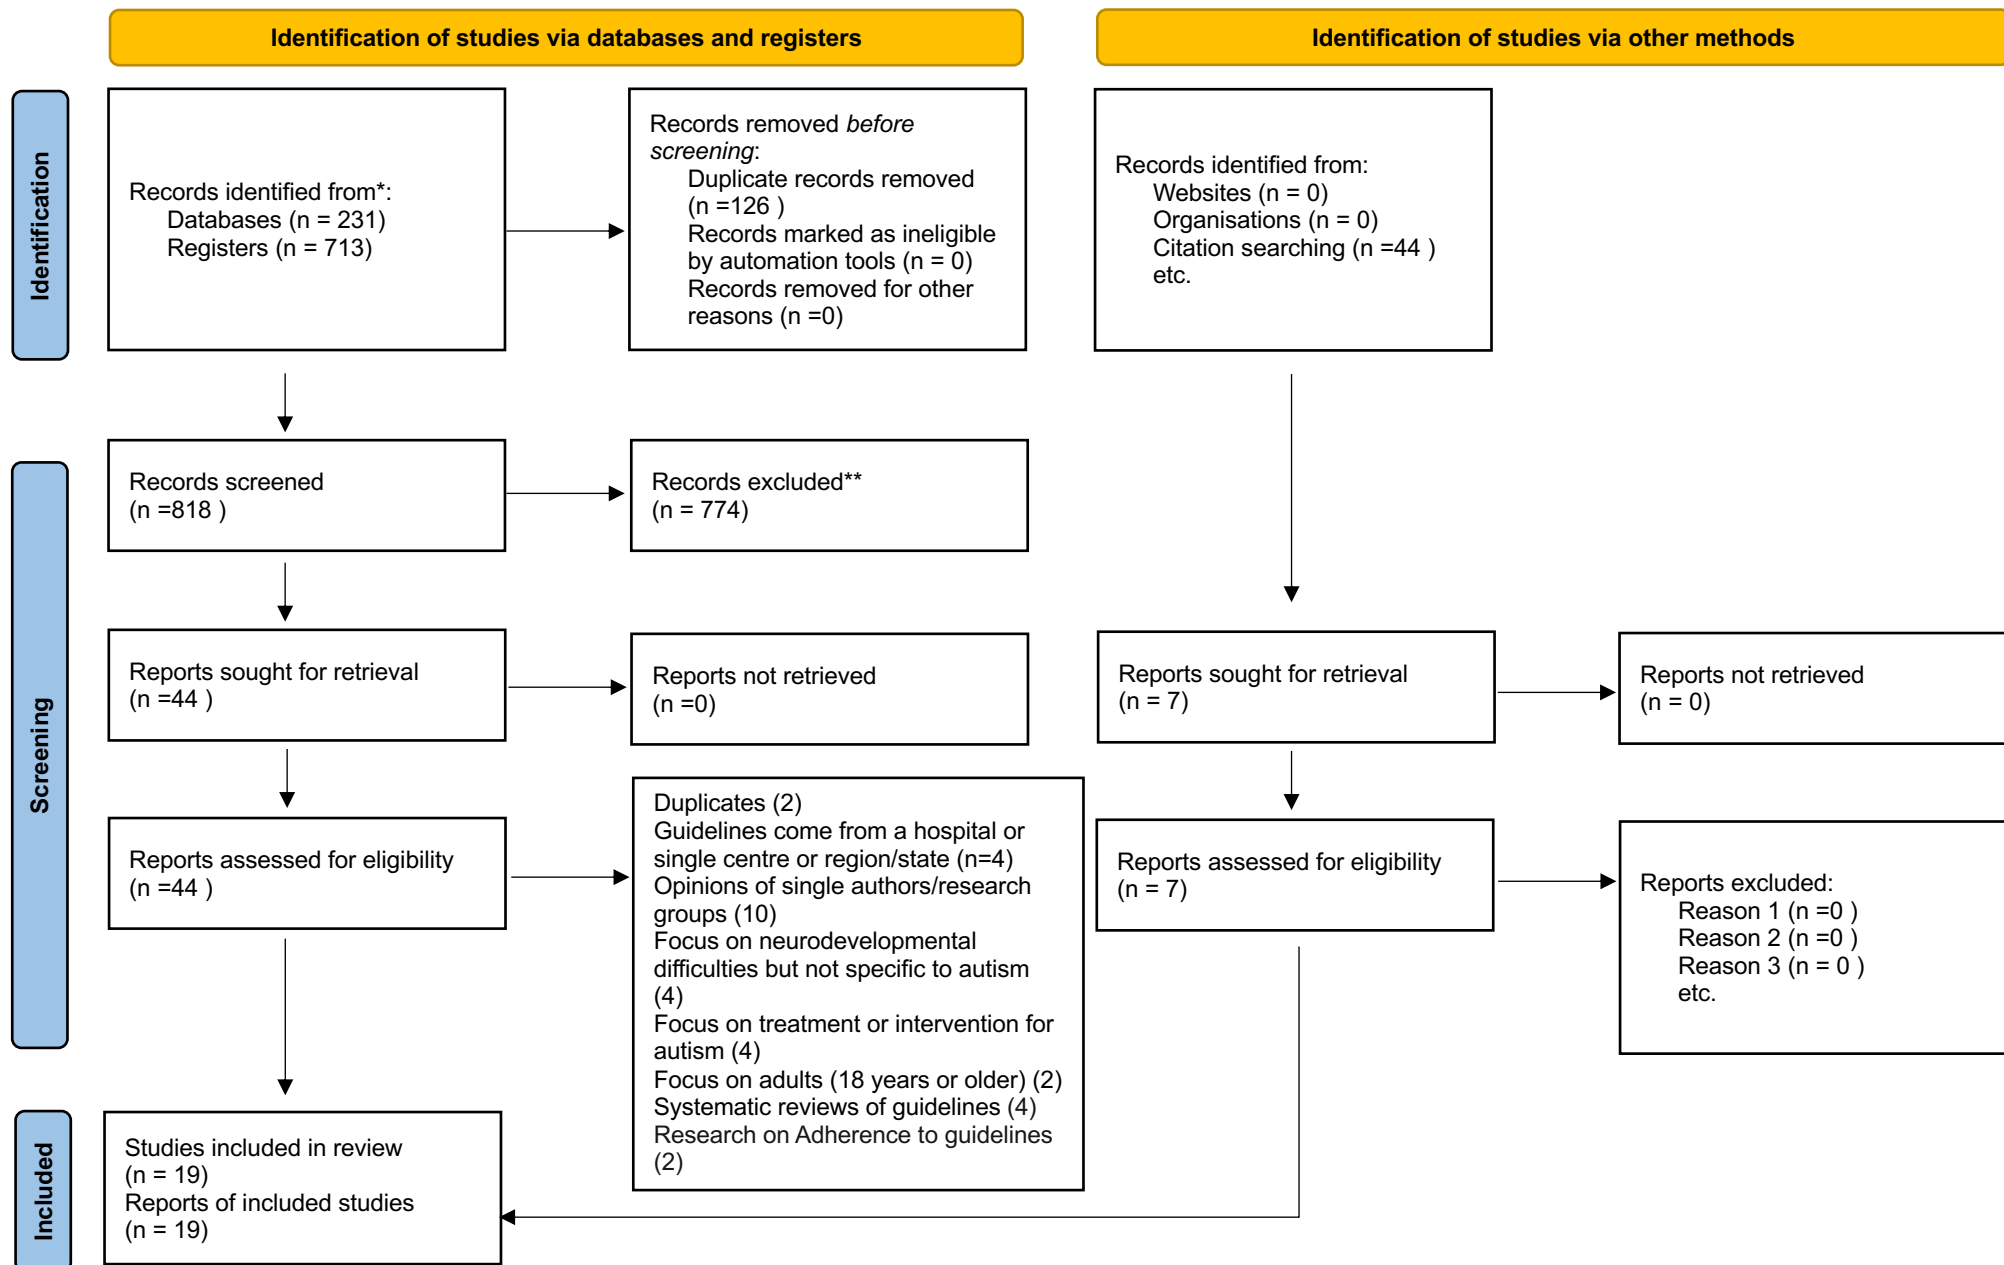 Identification of studies via databases and registers
Identification of studies via other methods
Identification
Records identified from*:
Databases (n = 231)
Registers (n = 713)
Records removed before
screening:
Duplicate records removed
(n =126 )
Records marked as ineligible
by automation tools (n = 0)
Records removed for other
reasons (n =0)
Records identified from:
Websites (n = 0)
Organisations (n = 0)
Citation searching (n =44 )
etc.
Screening
Records screened
(n =818 )
Records excluded**
(n = 774)
Reports sought for retrieval
(n =44 )
Reports not retrieved
(n =0)
Reports sought for retrieval
(n = 7)
Reports not retrieved
(n = 0)
Reports assessed for eligibility
(n =44 )
Duplicates (2)
Guidelines come from a hospital or
single centre or region/state (n=4)
Opinions of single authors/research
groups (10)
Focus on neurodevelopmental
difficulties but not specific to autism
(4)
Focus on treatment or intervention for
autism (4)
Focus on adults (18 years or older) (2)
Systematic reviews of guidelines (4)
Research on Adherence to guidelines
(2)
Reports assessed for eligibility
(n = 7)
Reports excluded:
Reason 1 (n =0 )
Reason 2 (n =0 )
Reason 3 (n = 0 )
etc.
Included
Studies included in review
(n = 19)
Reports of included studies
(n = 19)